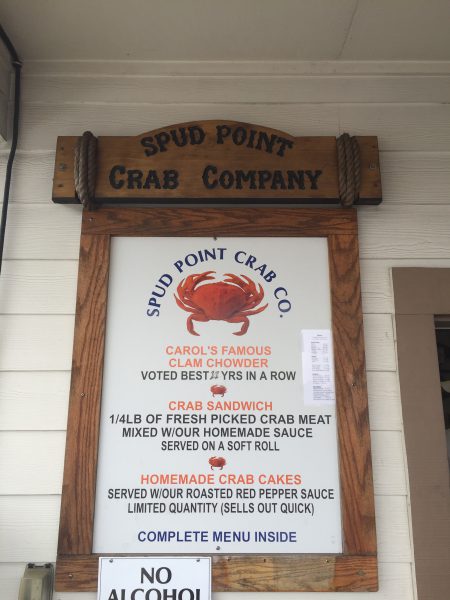 SPUD POINT
CRAB COMPANY
SPUD POINT CRAB CO.
CAROL'S FAMOUS
CLAM CHOWDER
VOTED BEST YRS IN A ROW
CRAB SANDWICH
1/4LB OF FRESH PICKED CRAB MEAT
MIXED W/OUR HOMEMADE SAUCE
SERVED ON A SOFT ROLL
HOMEMADE CRAB CAKES
SERVED W/OUR ROASTED RED PEPPER SAUCE
LIMITED QUANTITY (SELLS OUT QUICK)
COMPLETE MENU INSIDE
NO
ALCOHOL